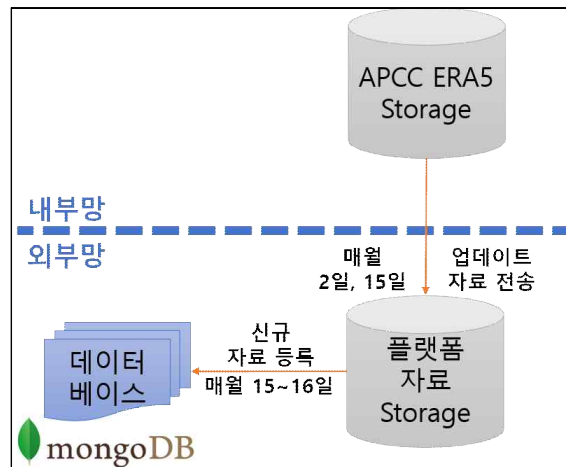 APCC ERA5
Storage
내부망
외부망
매월
2일, 15일
업데이트
자료 전송
신규
자료 등록
매월 15~16일
데이터
베이스
플랫폼
자료
Storage
mongoDB